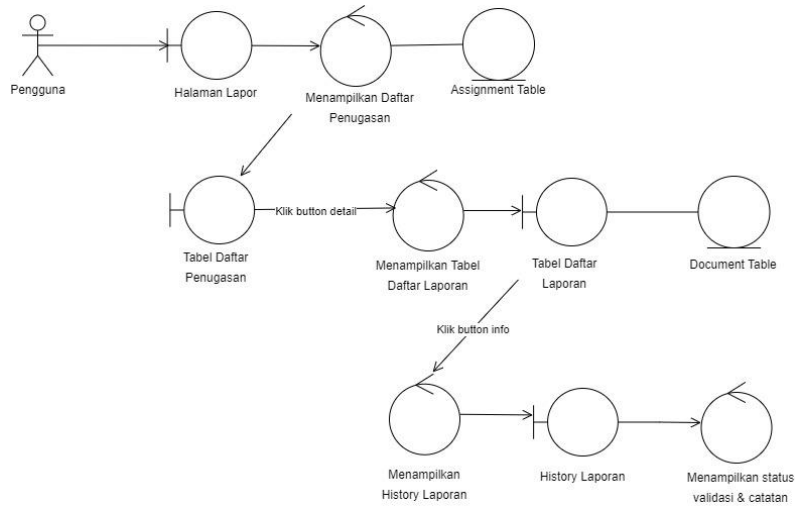 Pengguna
Halaman Lapor
Menampilkan Daftar
Penugasan
Assignment Table
Klik button detail
Tabel Daftar
Penugasan
Menampilkan Tabel
Daftar Laporan
Tabel Daftar
Laporan
Document Table
Klik button info
Menampilkan
History Laporan
History Laporan
Menampilkan status
validasi & catatan